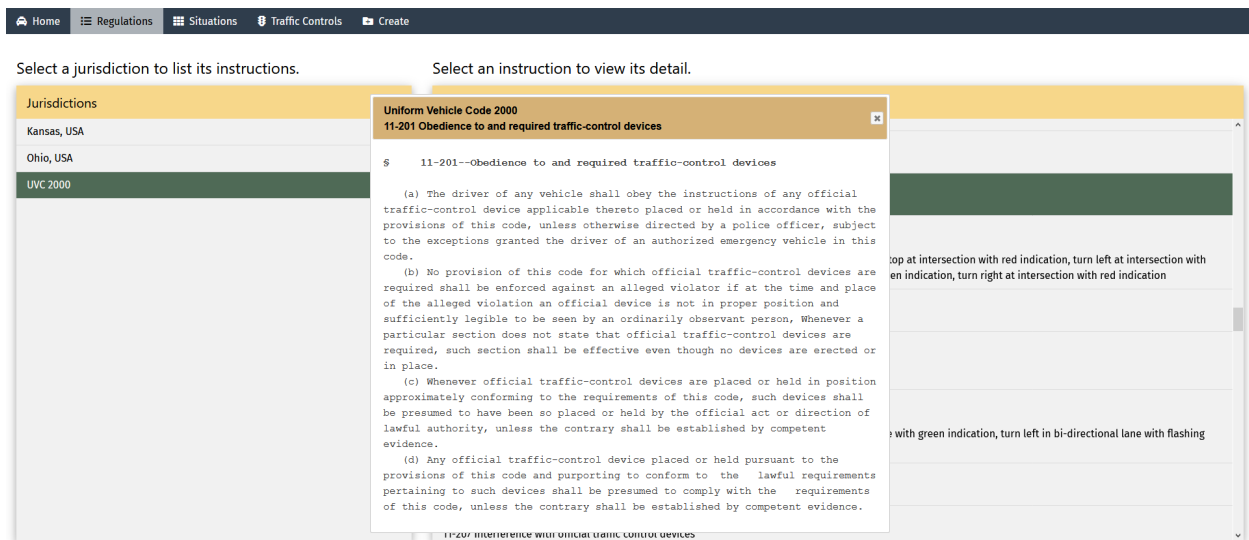 Home Regulations Situations Traffic Controls Create
Select a jurisdiction to list its instructions.
Select an instruction to view its detail.
Jurisdictions
Kansas, USA
Ohio, USA
UVC 2000
Uniform Vehicle Code 2000
11-201 Obedience to and required traffic-control devices
§ 11-201--Obedience to and required traffic-control devices
(a) The driver of any vehicle shall obey the instructions of any official
traffic-control device applicable thereto placed or held in accordance with the
provisions of this code, unless otherwise directed by a police officer, subject
to the exceptions granted the driver of an authorized emergency vehicle in this
code.
(b) No provision of this code for which official traffic-control devices are
required shall be enforced against an alleged violator if at the time and place
of the alleged violation an official device is not in proper position and
sufficiently legible to be seen by an ordinarily observant person, Whenever a
particular section does not state that official traffic-control devices are
required, such section shall be effective even though no devices are erected or
in place.
(c) Whenever official traffic-control devices are placed or held in position
approximately conforming to the requirements of this code, such devices shall
be presumed to have been so placed or held by the official act or direction of
lawful authority, unless the contrary shall be established by competent
evidence.
(d) Any official traffic-control device placed or held pursuant to the
provisions of this code and purporting to conform to the lawful requirements
pertaining to such devices shall be presumed to comply with the requirements
of this code, unless the contrary shall be established by competent evidence.
at intersection with red indication, turn left at intersection with
indication, turn right at intersection with red indication
with green indication, turn left in bi-directional lane with flashing
11-207 Interference with official traffic control devices